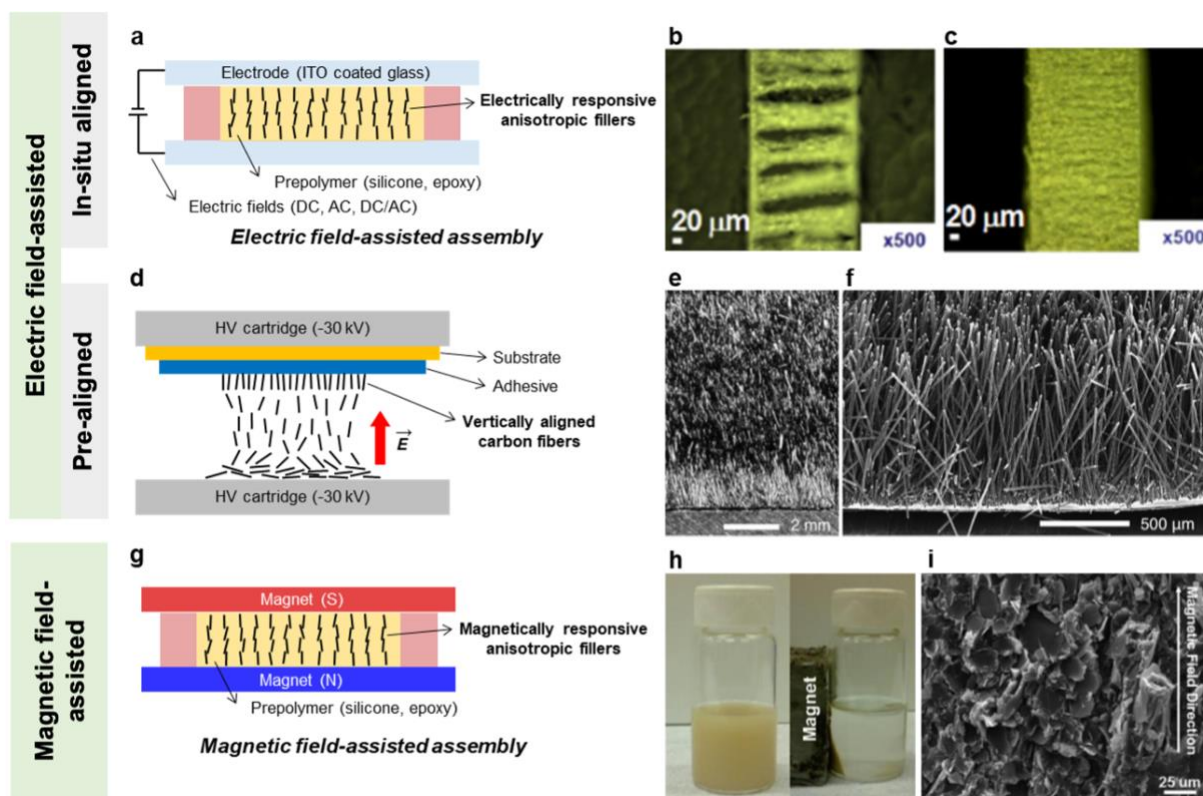 Electric field-assisted
In-situ aligned
a
Electrode (ITO coated glass)
Electrically responsive
anisotropic fillers
Prepolymer (silicone, epoxy)
Electric fields (DC, AC, DC/AC)
Electric field-assisted assembly
b
20 µm
x500
c
20 µm
x500
Pre-aligned
d
HV cartridge (-30 kV)
Substrate
Adhesive
Vertically aligned
carbon fibers
E
HV cartridge (-30 kV)
e
2 mm
f
500 µm
Magnetic field-
assisted
g
Magnet (S)
Magnetically responsive
anisotropic fillers
Magnet (N)
Prepolymer (silicone, epoxy)
Magnetic field-assisted assembly
h
Magnet
i
Magnetic Field Direction
25 um